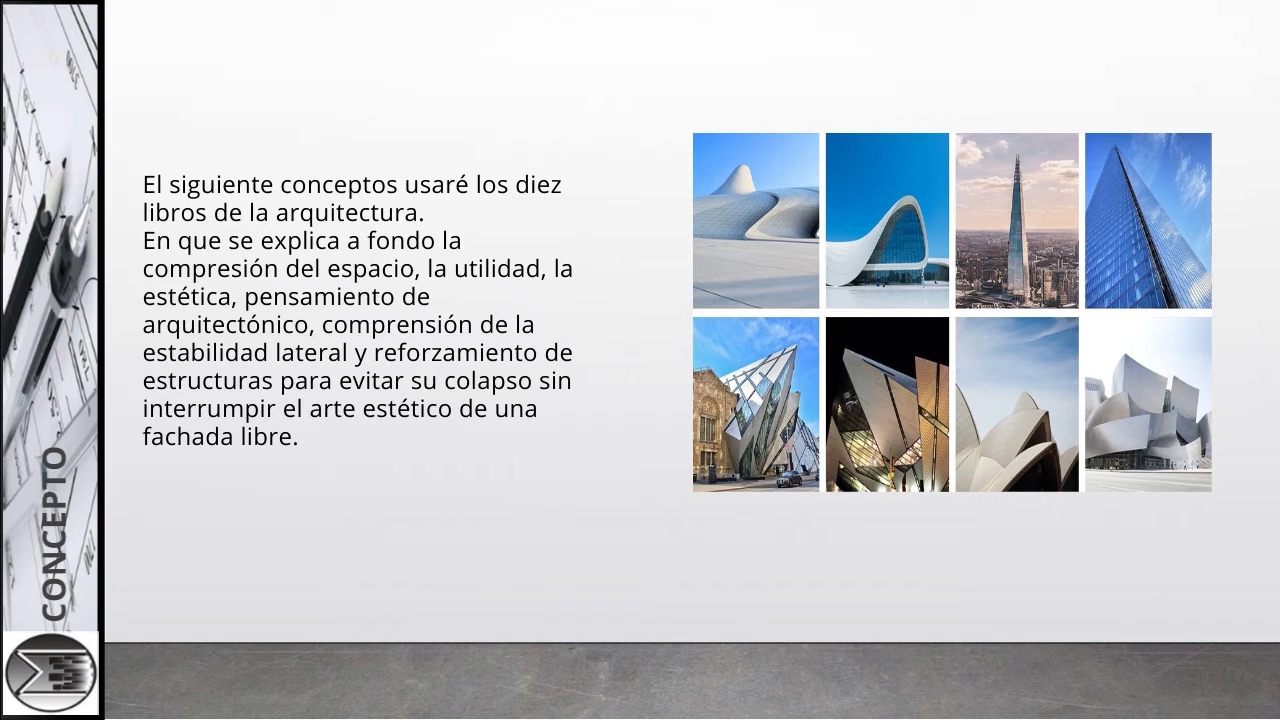 El siguiente conceptos usaré los diez
libros de la arquitectura.
En que se explica a fondo la
compresión del espacio, la utilidad, la
estética, pensamiento de
arquitectónico, comprensión de la
estabilidad lateral y reforzamiento de
estructuras para evitar su colapso sin
interrumpir el arte estético de una
fachada libre.
CONCEPTO